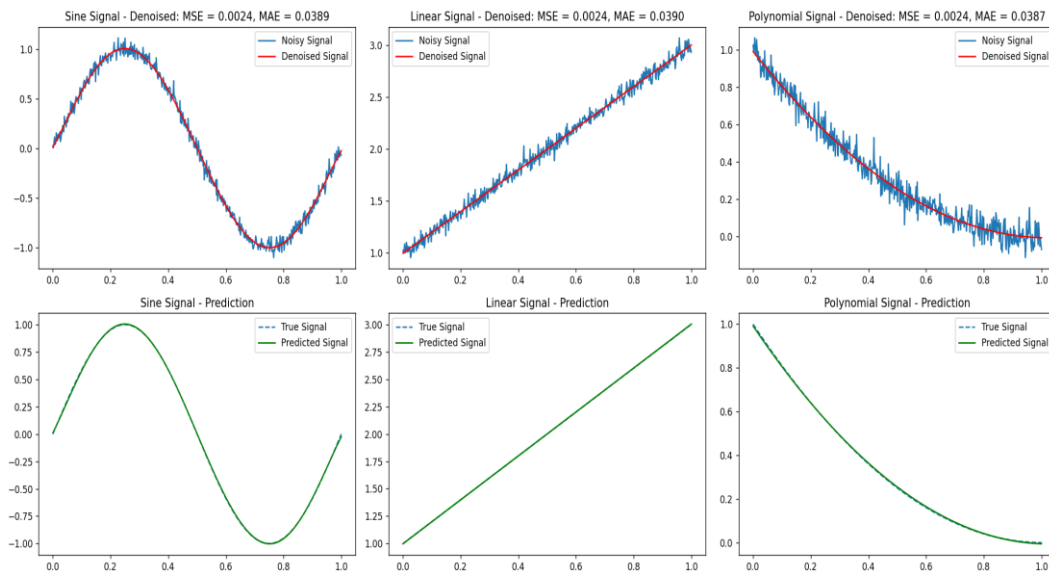 Sine Signal - Denoised: MSE = 0.0024, MAE = 0.0389
Noisy Signal
Denoised Signal
1.0
0.5
0.0
−0.5
−1.0
0.0 0.2 0.4 0.6 0.8 1.0
Linear Signal - Denoised: MSE = 0.0024, MAE = 0.0390
Noisy Signal
Denoised Signal
3.0
2.5
2.0
1.5
1.0
0.0 0.2 0.4 0.6 0.8 1.0
Polynomial Signal - Denoised: MSE = 0.0024, MAE = 0.0387
Noisy Signal
Denoised Signal
1.0
0.8
0.6
0.4
0.2
0.0
0.0 0.2 0.4 0.6 0.8 1.0
Sine Signal - Prediction
True Signal
Predicted Signal
1.00
0.75
0.50
0.25
0.00
−0.25
−0.50
−0.75
−1.00
0.0 0.2 0.4 0.6 0.8 1.0
Linear Signal - Prediction
True Signal
Predicted Signal
3.00
2.75
2.50
2.25
2.00
1.75
1.50
1.25
1.00
0.0 0.2 0.4 0.6 0.8 1.0
Polynomial Signal - Prediction
True Signal
Predicted Signal
1.0
0.8
0.6
0.4
0.2
0.0
0.0 0.2 0.4 0.6 0.8 1.0